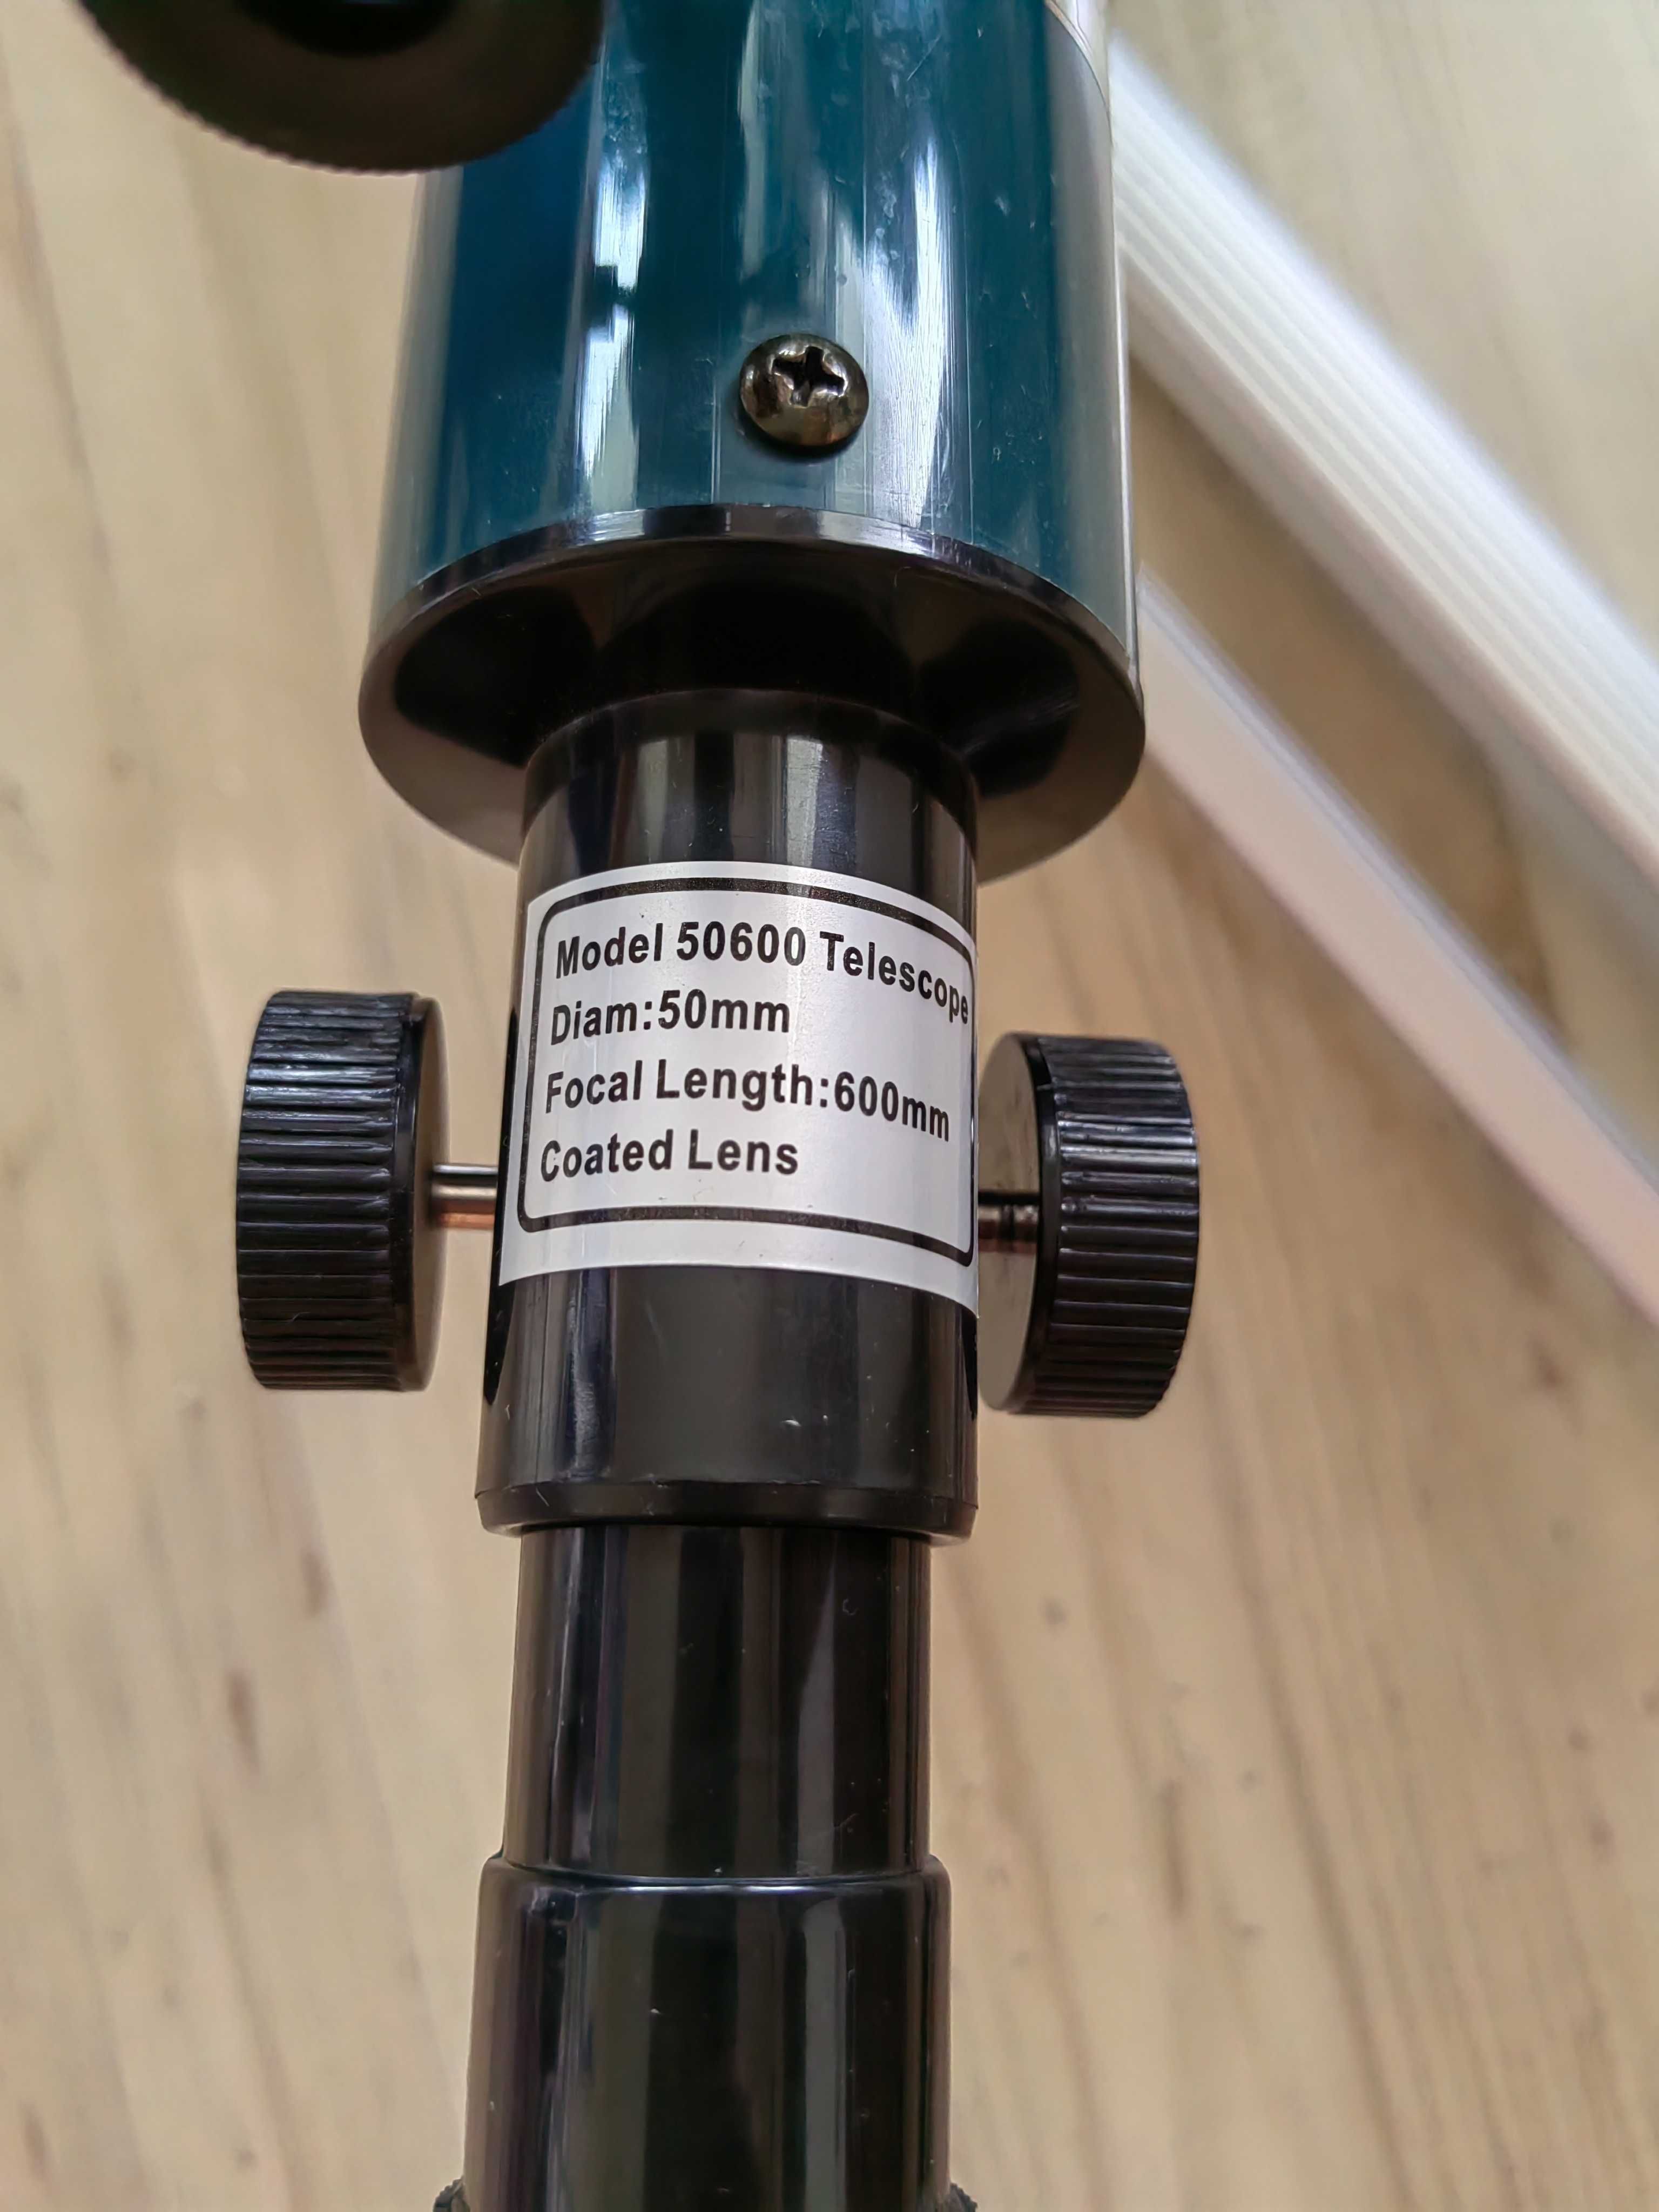 Model 50600 Telescope
Diam:50mm
Focal Length:600mm
Coated Lens